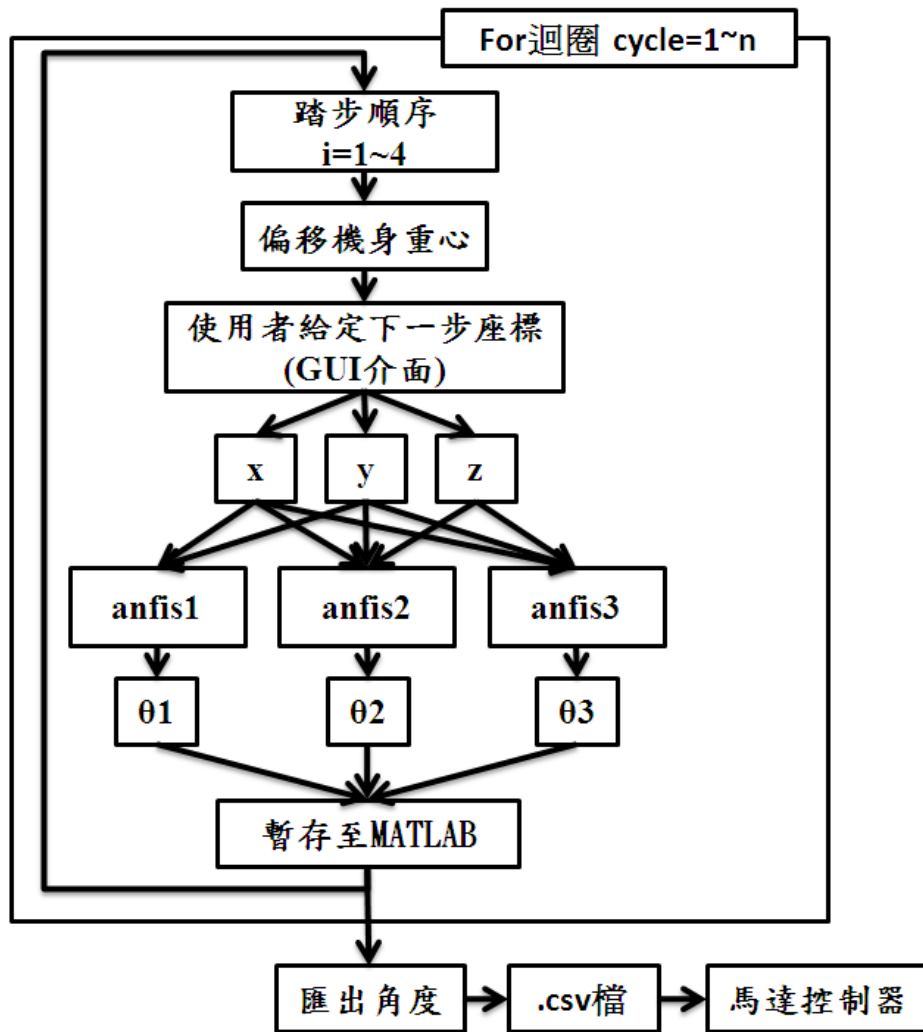 For迴圈 cycle=1~n
踏步順序
i=1~4
偏移機身重心
使用者給定下一步座標
(GUI介面)
x
y
z
anfis1
anfis2
anfis3
θ1
θ2
θ3
暫存至MATLAB
匯出角度
.csv檔
馬達控制器